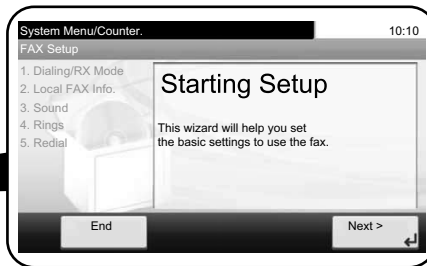 System Menu/Counter.
10:10
FAX Setup
1. Dialing/RX Mode
2. Local FAX Info.
3. Sound
4. Rings
5. Redial
Starting Setup
This wizard will help you set
the basic settings to use the fax.
End
Next >